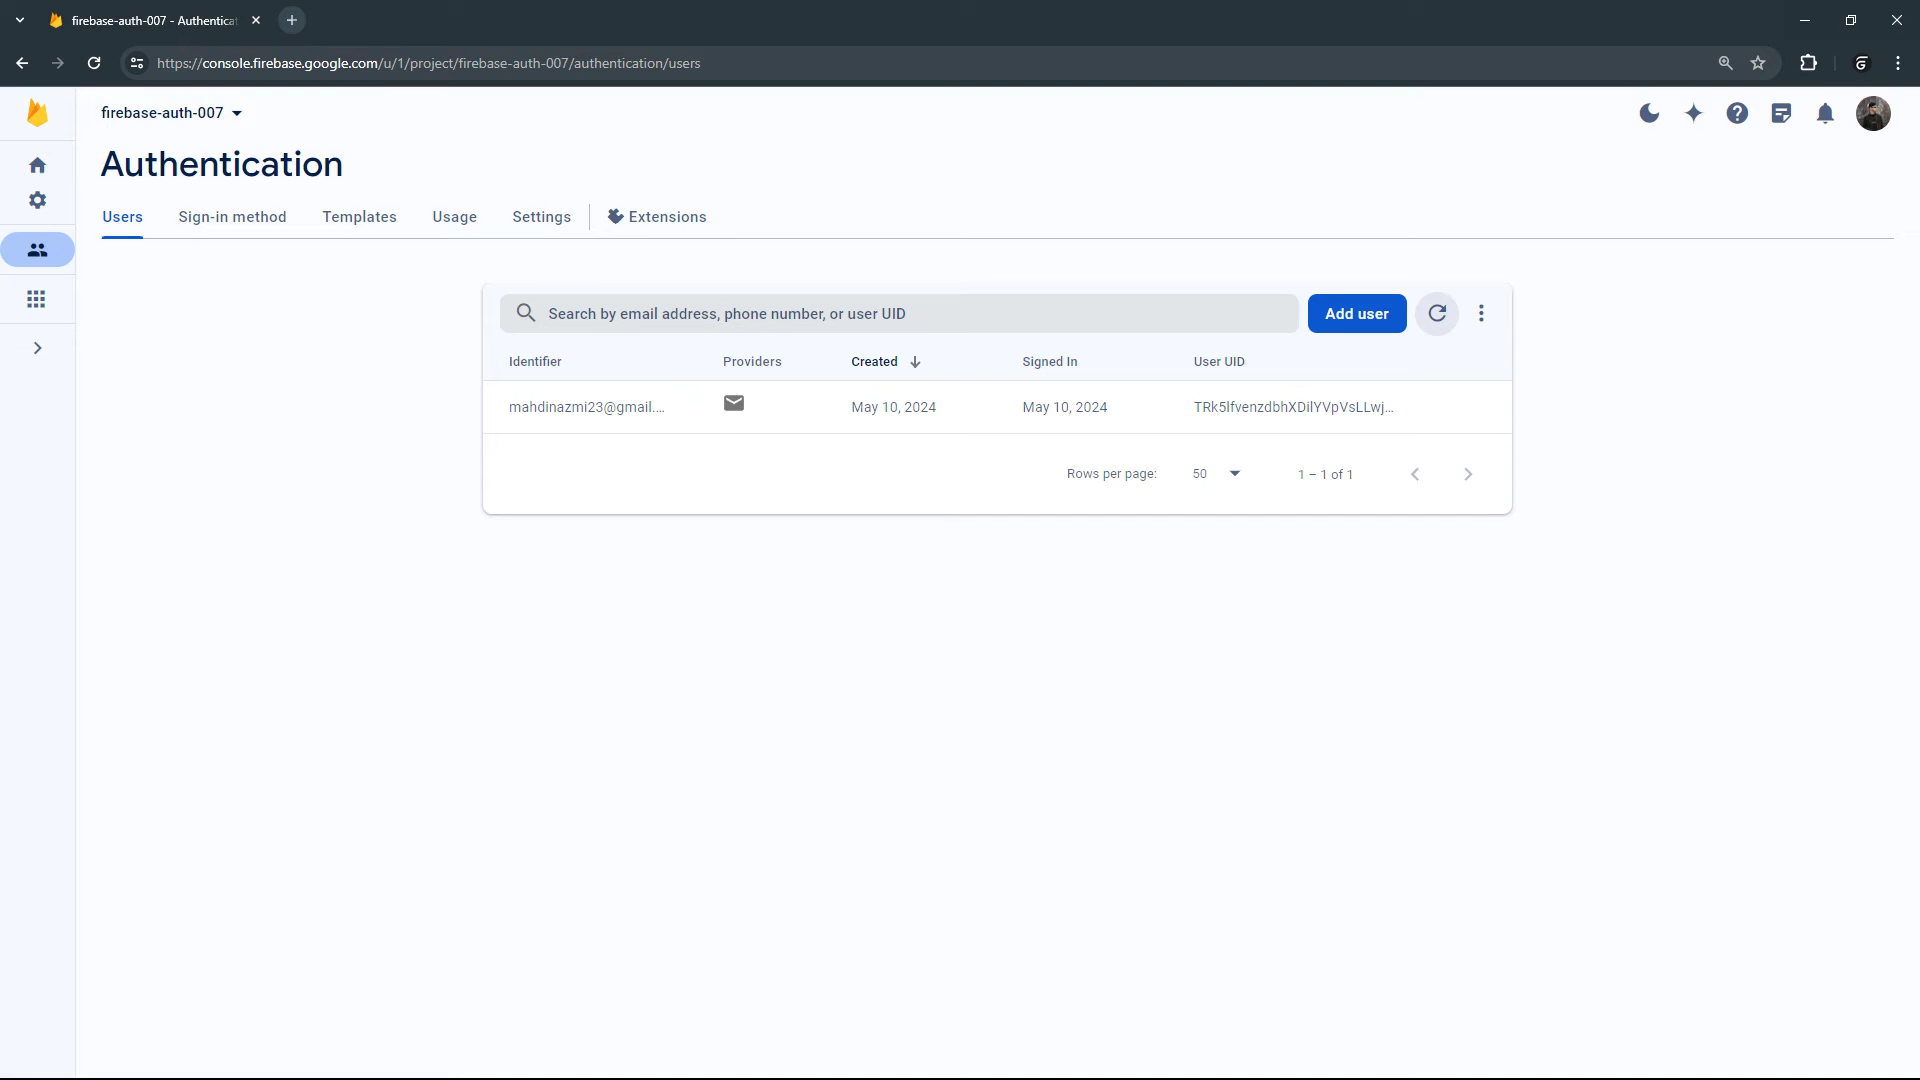 firebase-auth-007 - Authentica
https://console.firebase.google.com/u/1/project/firebase-auth-007/authentication/users
firebase-auth-007
Authentication
Users Sign-in method Templates Usage Settings Extensions
Search by email address, phone number, or user UID Add user
Identifier Providers Created Signed In User UID
mahdinazmi23@gmail.... May 10, 2024 May 10, 2024 TRk5lfvenzdbhXDilYVpVsLLwj...
Rows per page: 50 1 – 1 of 1